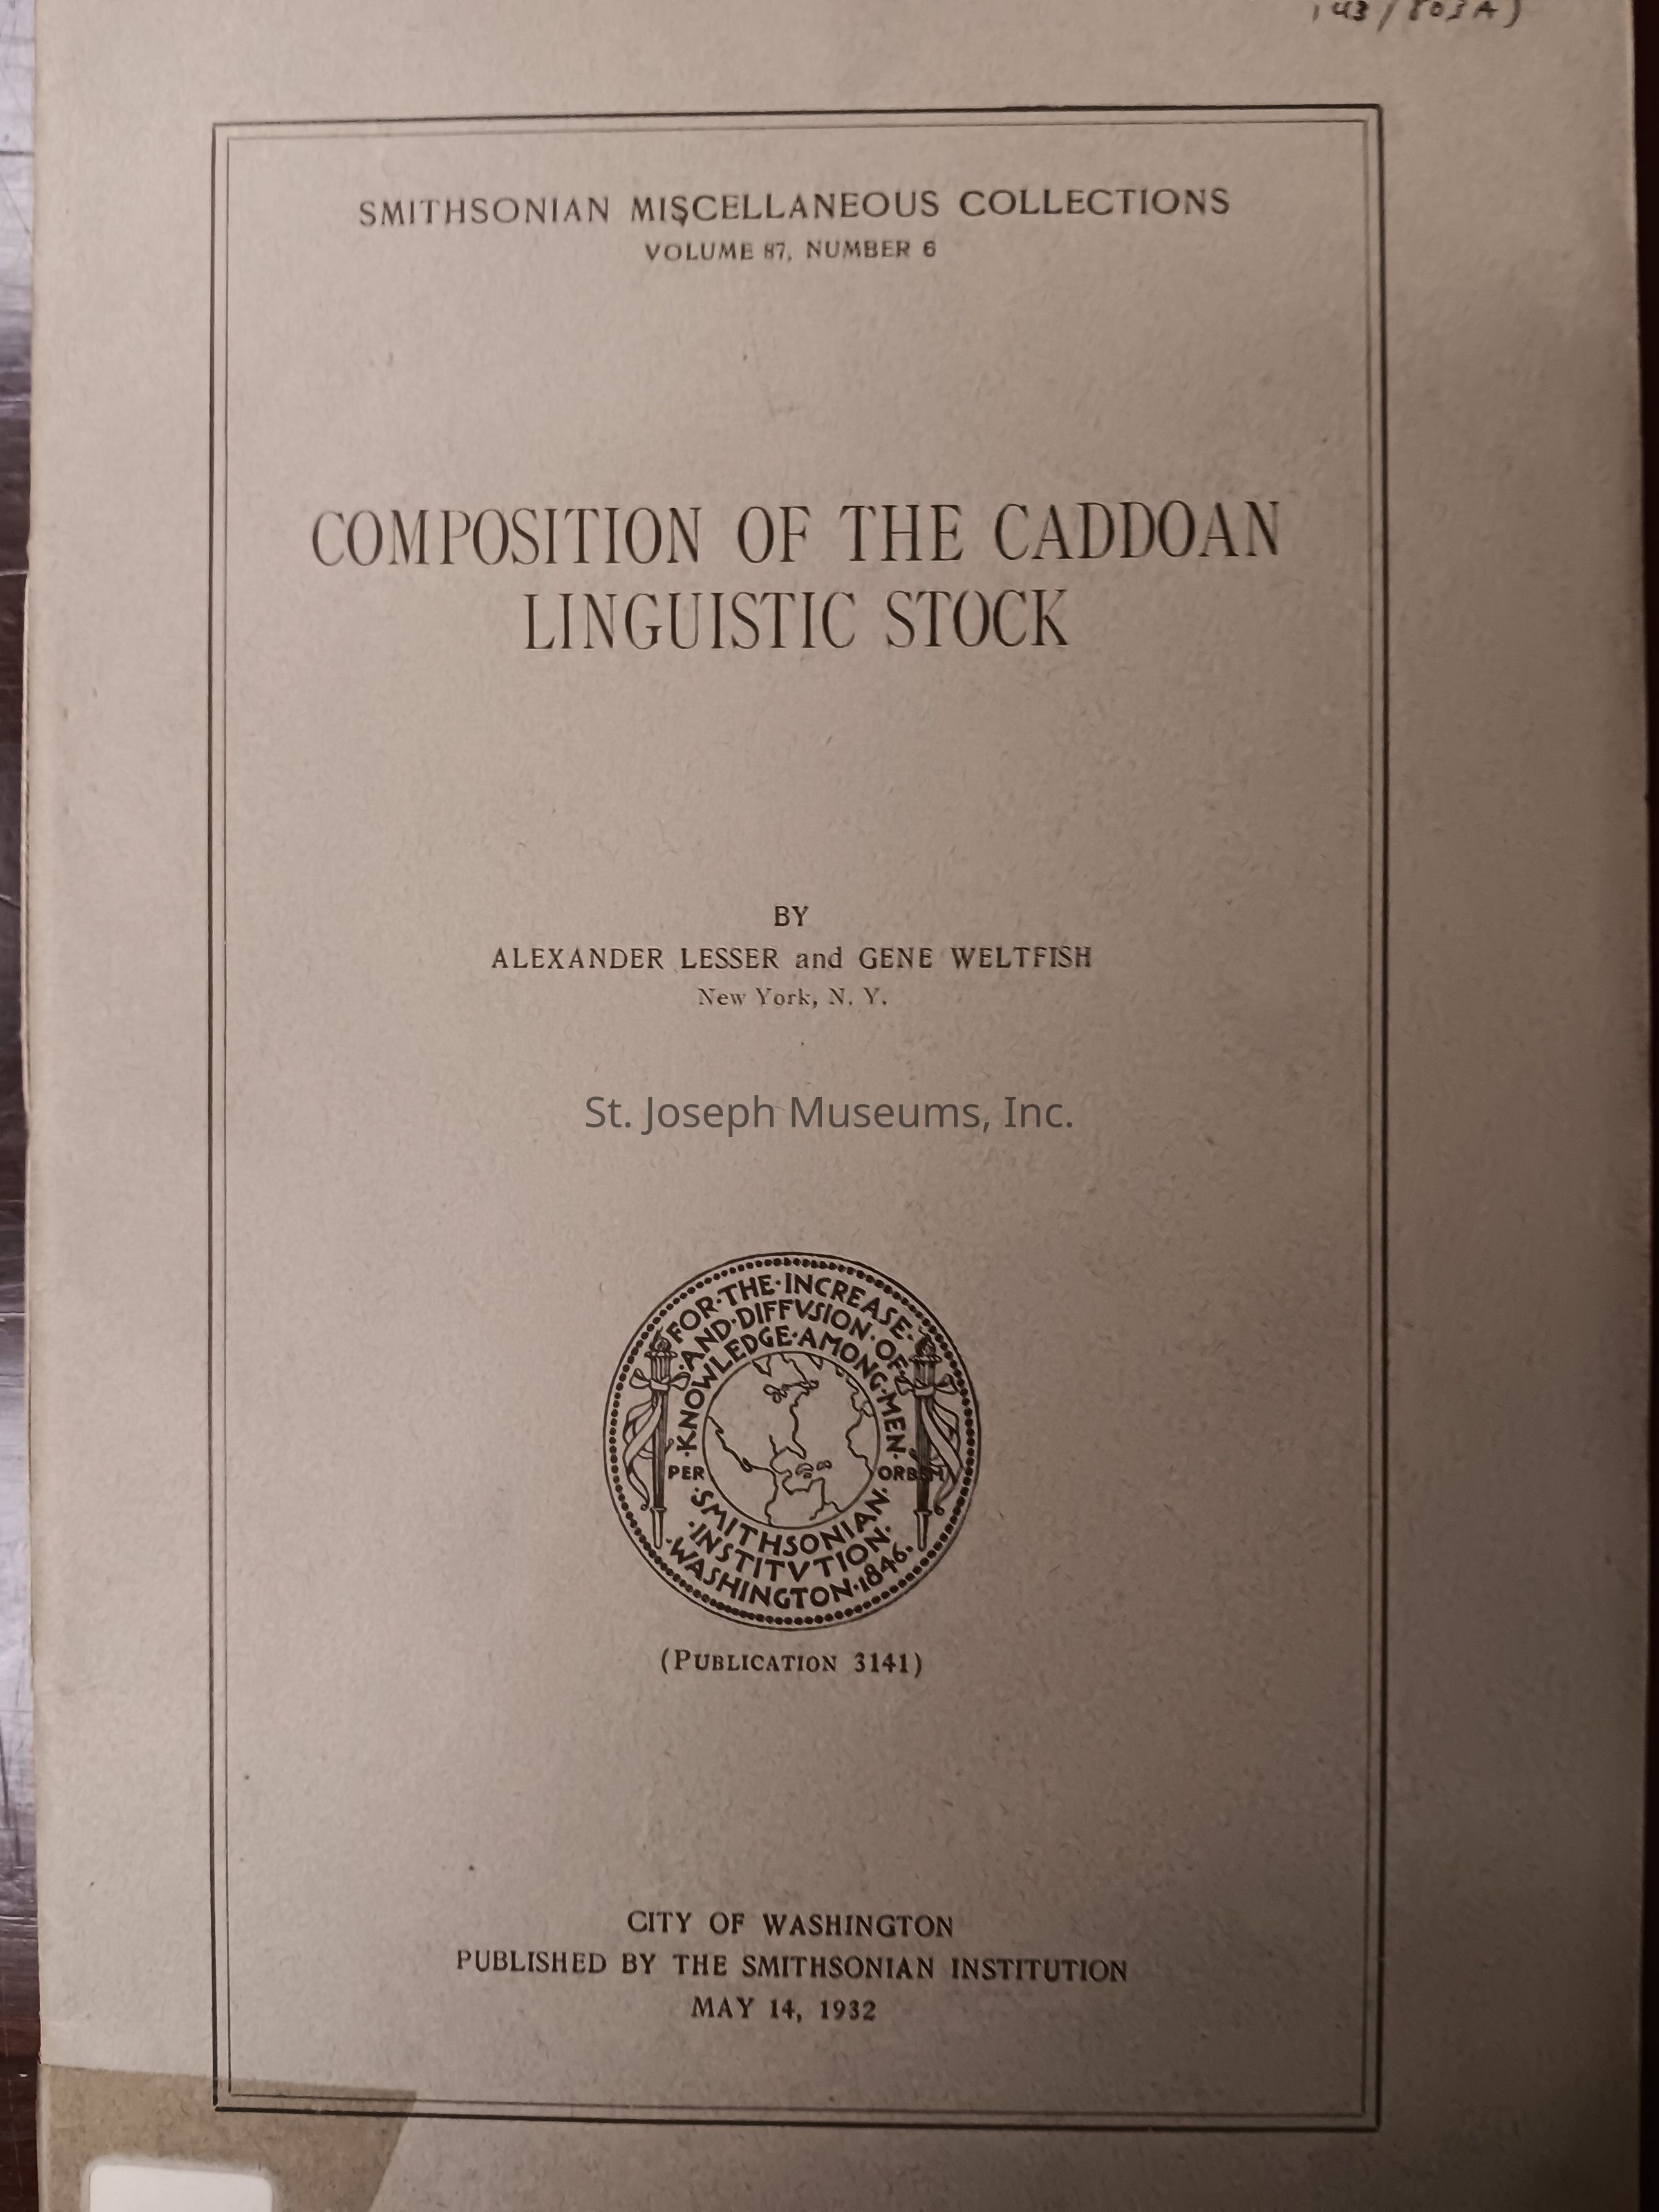 SMITHSONIAN MISCELLANEOUS COLLECTIONS
VOLUME 87, NUMBER 6
COMPOSITION OF THE CADDOAN
LINGUISTIC STOCK
BY
ALEXANDER LESSER and GENE WELTFISH
New York, N. Y.
St. Joseph Museums, Inc.
FOR·THE·INCREASE·
·AND·DIFFVSION·OF·
·KNOWLEDGE·AMONG·MEN·
PER ORBEM
·SMITHSONIAN·
·INSTITVTION·
·WASHINGTON·1846·
(PUBLICATION 3141)
CITY OF WASHINGTON
PUBLISHED BY THE SMITHSONIAN INSTITUTION
MAY 14, 1932